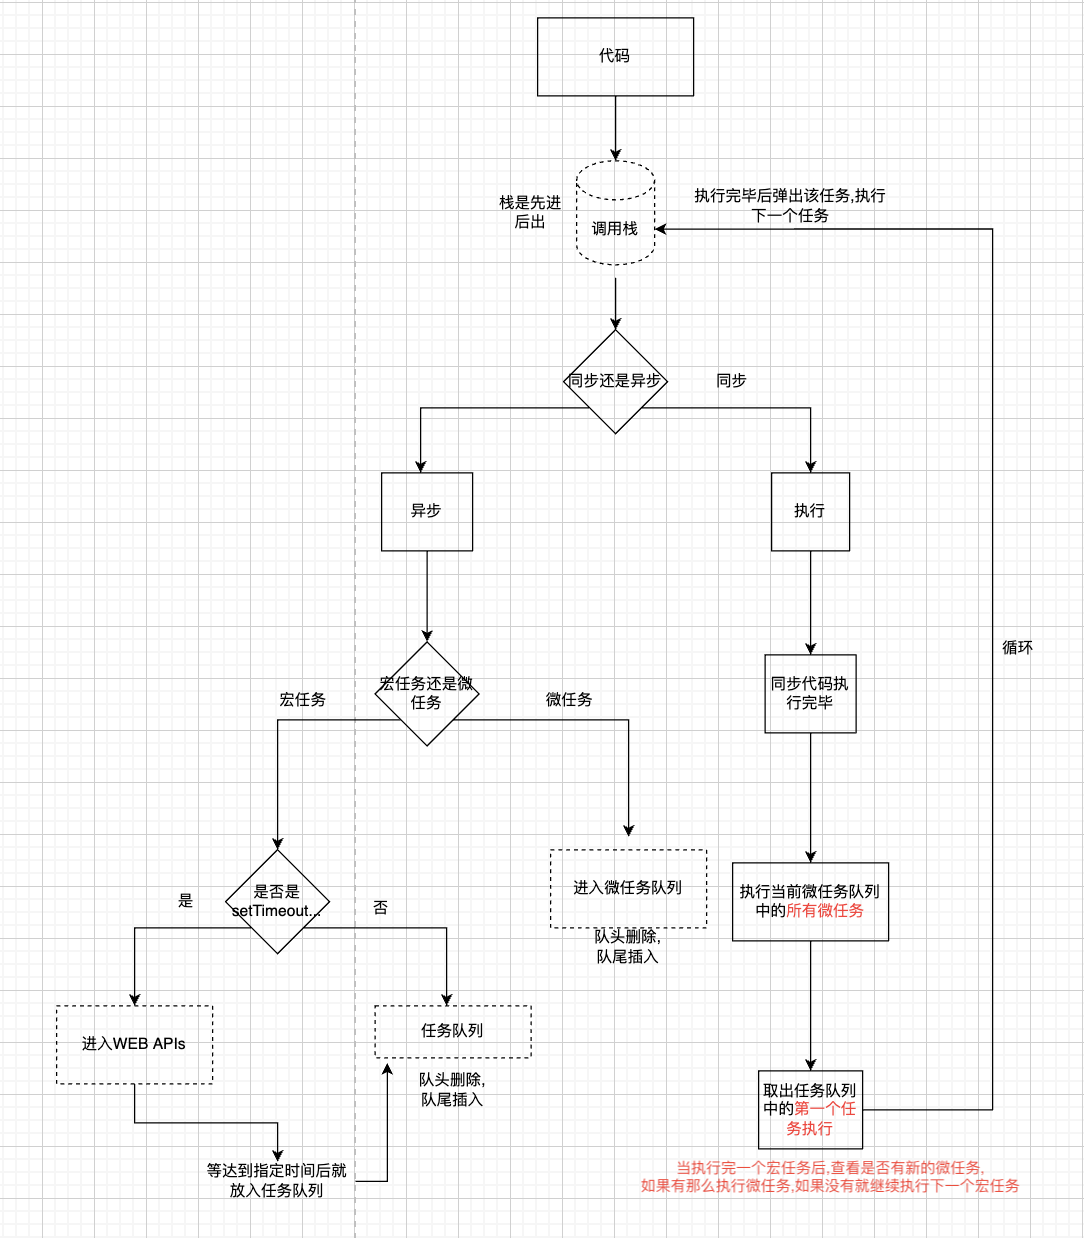 代码
栈是先进
后出
调用栈
执行完毕后弹出该任务,执行
下一个任务
同步还是异步
同步
异步
执行
循环
宏任务还是微
任务
宏任务
微任务
同步代码执
行完毕
是否是
setTimeout...
是
否
进入微任务队列
队头删除,
队尾插入
执行当前微任务队列
中的所有微任务
进入WEB APIs
任务队列
队头删除,
队尾插入
取出任务队列
中的第一个任
务执行
等达到指定时间后就
放入任务队列
当执行完一个宏任务后,查看是否有新的微任务,
如果有那么执行微任务,如果没有就继续执行下一个宏任务